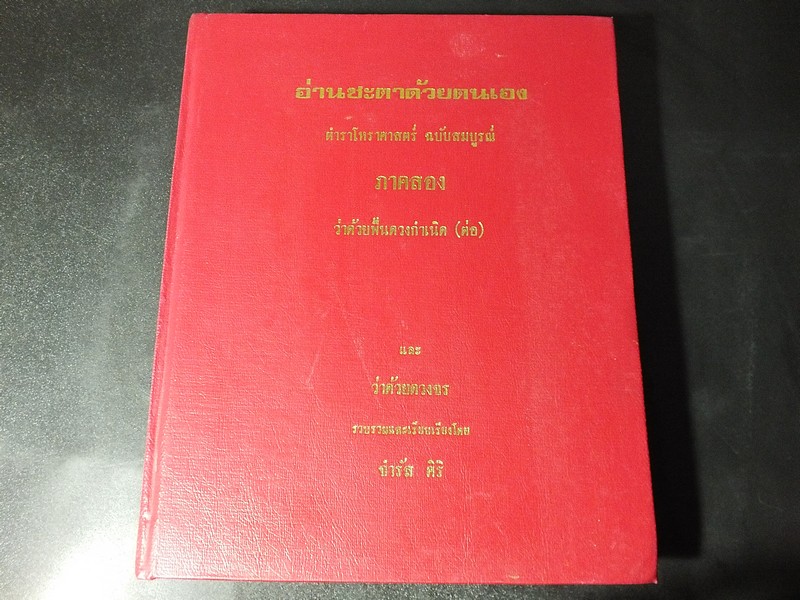 อ่านชะตาด้วยตนเอง
ตำราโหราศาสตร์ ฉบับสมบูรณ์
ภาคสอง
ว่าด้วยพื้นดวงกำเนิด (ต่อ)
และ
ว่าด้วยดวงจร
รวบรวมและเรียบเรียงโดย
จำรัส ศิริ